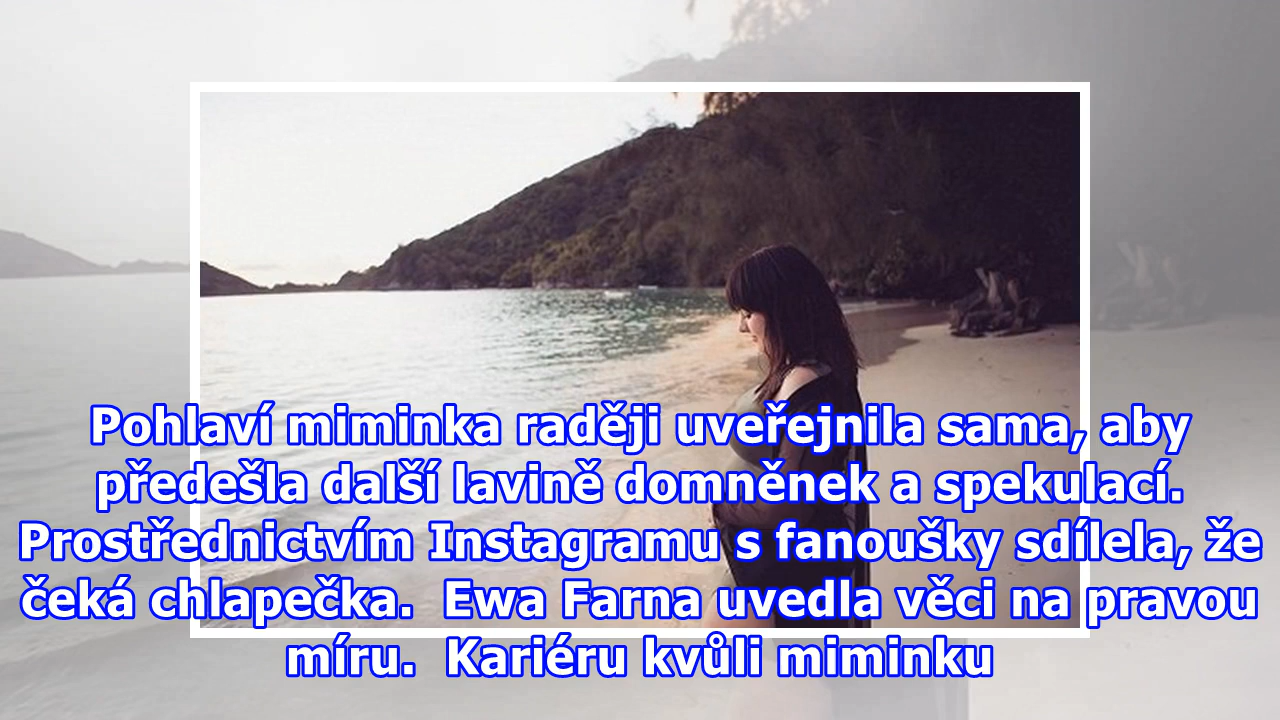 Pohlaví miminka raději uveřejnila sama, aby
předešla další lavině domněnek a spekulací.
Prostřednictvím Instagramu s fanoušky sdílela, že
čeká chlapečka.  Ewa Farna uvedla věci na pravou
míru.  Kariéru kvůli miminku